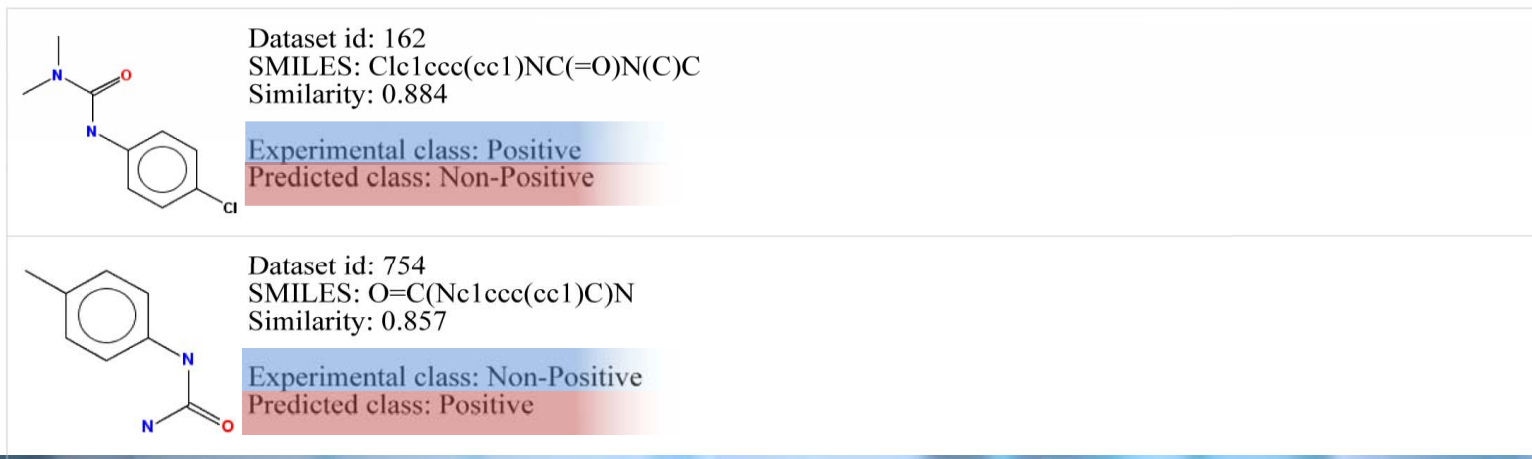 Dataset id: 162
SMILES: Clc1ccc(cc1)NC(=O)N(C)C
Similarity: 0.884
Experimental class: Positive
Predicted class: Non-Positive
N
O
N
Cl
Dataset id: 754
SMILES: O=C(Nc1ccc(cc1)C)N
Similarity: 0.857
Experimental class: Non-Positive
Predicted class: Positive
N
N
O